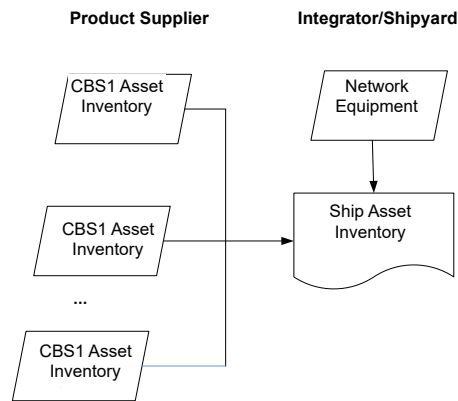 Product Supplier
Integrator/Shipyard
CBS1 Asset
Inventory
Network
Equipment
CBS1 Asset
Inventory
Ship Asset
Inventory
...
CBS1 Asset
Inventory